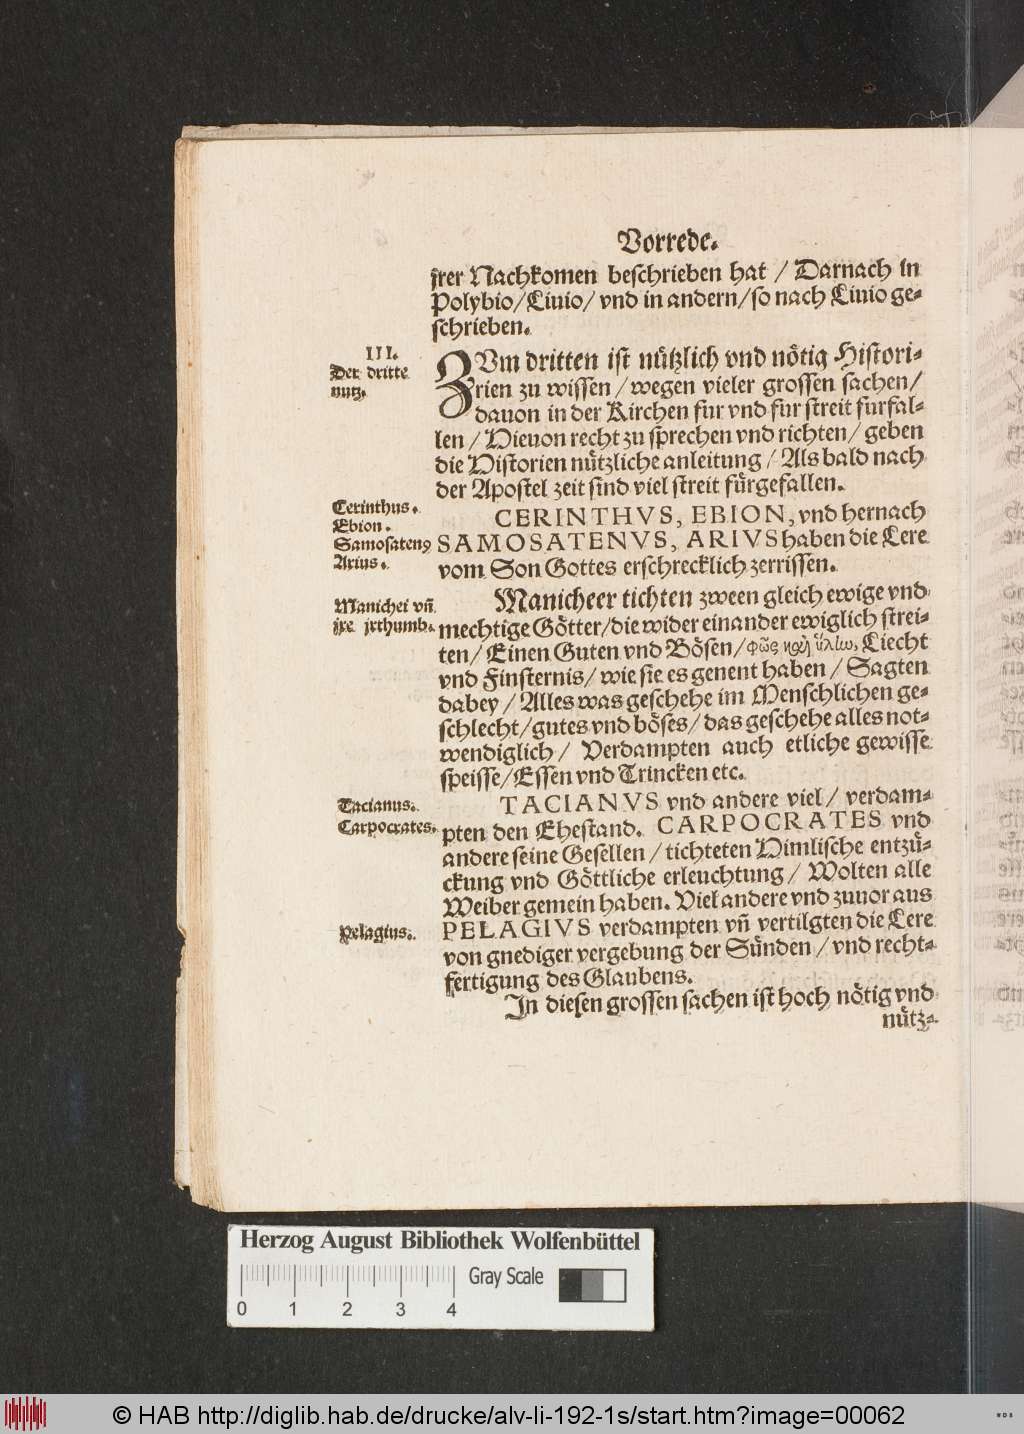 Vorrede.
jrer Nachkomen beschrieben hat / Darnach in
Polybio / Liuio / vnd in andern / so nach Liuio ge=
schrieben.
III.
Der dritte
nutz.
ZVm dritten ist nützlich vnd nötig Histori=
rien zu wissen / wegen vieler grossen sachen /
dauon in der Kirchen fur vnd fur streit furfal=
len / Hieuon recht zu sprechen vnd richten / geben
die Historien nützliche anleitung / Als bald nach
der Apostel zeit sind viel streit fürgefallen.
Cerinthus.
Ebion.
Samosatenꝰ
Arius.
CERINTHVS, EBION, vnd hernach
SAMOSATENVS, ARIVS haben die Lere
vom Son Gottes erschrecklich zerrissen.
Manichei vn̄
jre jrthumb.
Manicheer tichten zween gleich ewige vnd
mechtige Götter / die wider einander ewiglich strei=
ten / Einen Guten vnd Bösen / φῶς καὶ ὕλην, Liecht
vnd Finsternis / wie sie es genent haben / Sagten
dabey / Alles was geschehe im Menschlichen ge=
schlecht / gutes vnd böses / das geschehe alles not=
wendiglich / Verdampten auch etliche gewisse
speisse / Essen vnd Trincken etc.
Tacianus.
Carpocrates.
TACIANVS vnd andere viel / verdam=
pten den Ehestand. CARPOCRATES vnd
andere seine Gesellen / tichteten Himlische entzü=
ckung vnd Göttliche erleuchtung / Wolten alle
Weiber gemein haben. Viel andere vnd zuuor aus
Pelagius.
PELAGIVS verdampten vn̄ vertilgten die Lere
von gnediger vergebung der Sünden / vnd recht=
fertigung des Glaubens.
In diesen grossen sachen ist hoch nötig vnd
nütz=
Herzog August Bibliothek Wolfenbüttel
Gray Scale
0 1 2 3 4
© HAB http://diglib.hab.de/drucke/alv-li-192-1s/start.htm?image=00062